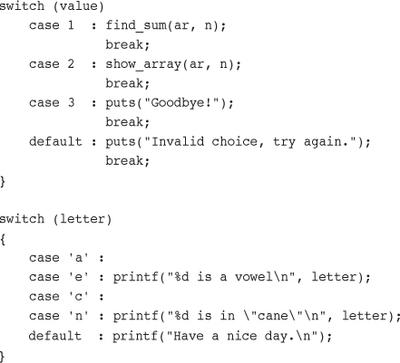 switch (value)
    case 1  : find_sum(ar, n);
              break;
    case 2  : show_array(ar, n);
              break;
    case 3  : puts("Goodbye!");
              break;
    default : puts("Invalid choice, try again.");
              break;
}

switch (letter)
{
    case 'a' :
    case 'e' : printf("%d is a vowel\n", letter);
    case 'c' :
    case 'n' : printf("%d is in \"cane\"\n", letter);
    default  : printf("Have a nice day.\n");
}